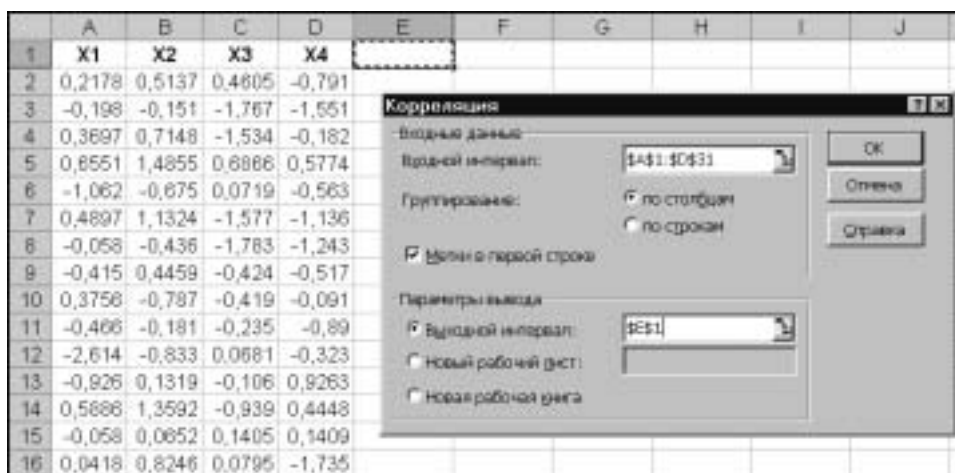 A B C D E F G H I J
1 X1 X2 X3 X4
2 0,2178 0,5137 0,4605 -0,791
3 -0,198 -0,151 -1,767 -1,551
4 0,3697 0,7148 -1,534 -0,182
5 0,6551 1,4855 0,6866 0,5774
6 -1,062 -0,675 0,0719 -0,563
7 0,4897 1,1324 -1,577 -1,136
8 -0,058 -0,436 -1,783 -1,243
9 -0,415 0,4459 -0,424 -0,517
10 0,3756 -0,787 -0,419 -0,091
11 -0,466 -0,181 -0,235 -0,89
12 -2,614 -0,833 0,0681 -0,323
13 -0,926 0,1319 -0,106 0,9263
14 0,5886 1,3592 -0,939 0,4448
15 -0,058 0,0652 0,1405 0,1409
16 0,0418 0,8246 0,0795 -1,735
Корреляция
Входные данные
Входной интервал: $A$1:$D$31
Группирование: по столбцам
по строкам
Метки в первой строке
Параметры вывода
Выходной интервал: $E$1
Новый рабочий лист:
Новая рабочая книга
OK
Отмена
Справка